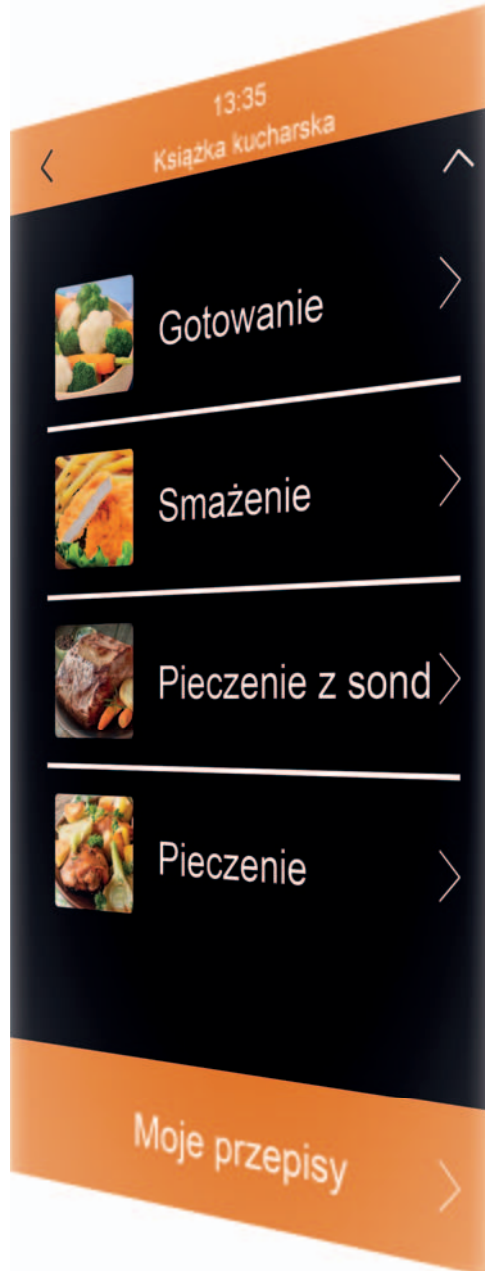 13:35
Książka kucharska
Gotowanie
Smażenie
Pieczenie z sond
Pieczenie
Moje przepisy